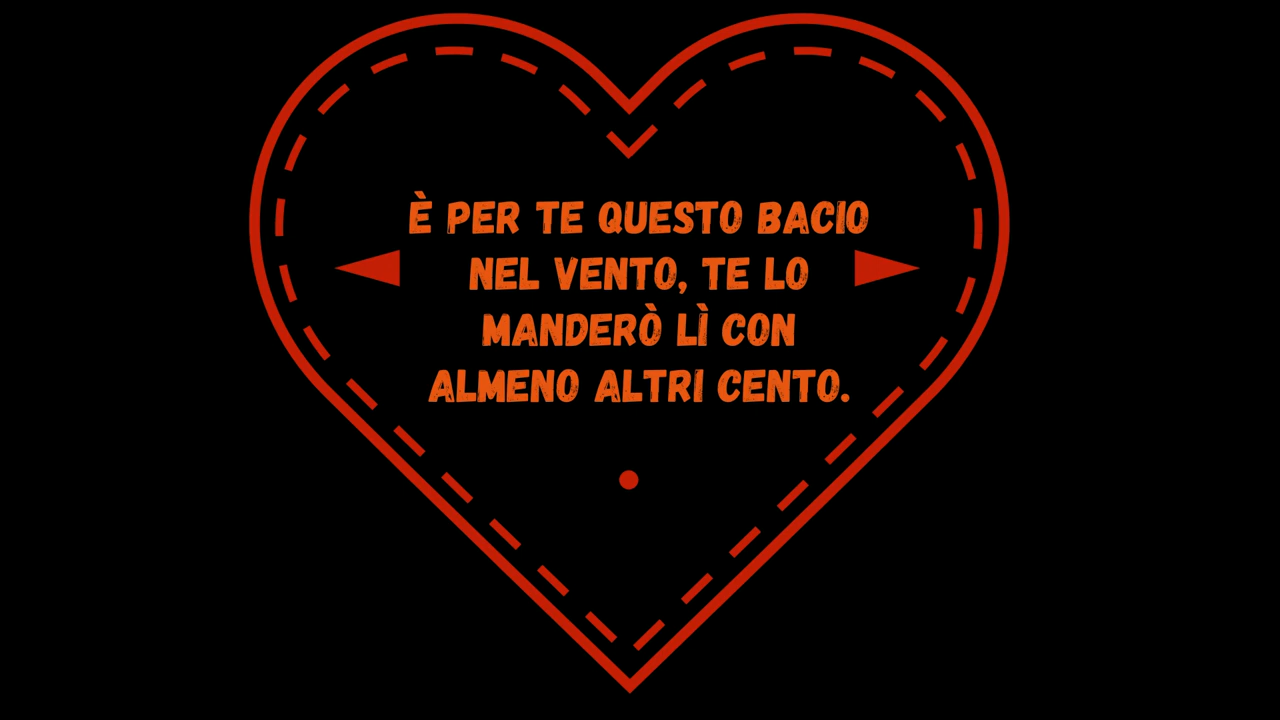 È PER TE QUESTO BACIO
NEL VENTO, TE LO
MANDERÒ LÌ CON
ALMENO ALTRI CENTO.